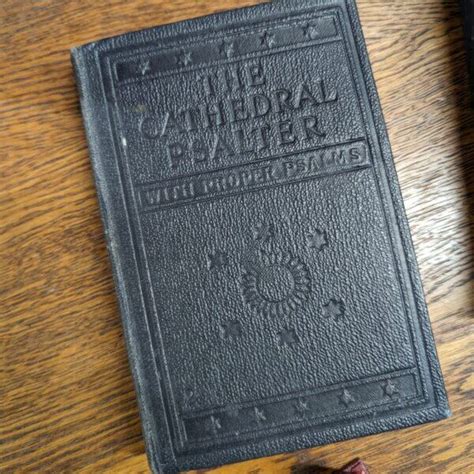 THE
CATHEDRAL
PSALTER
WITH PROPER PSALMS